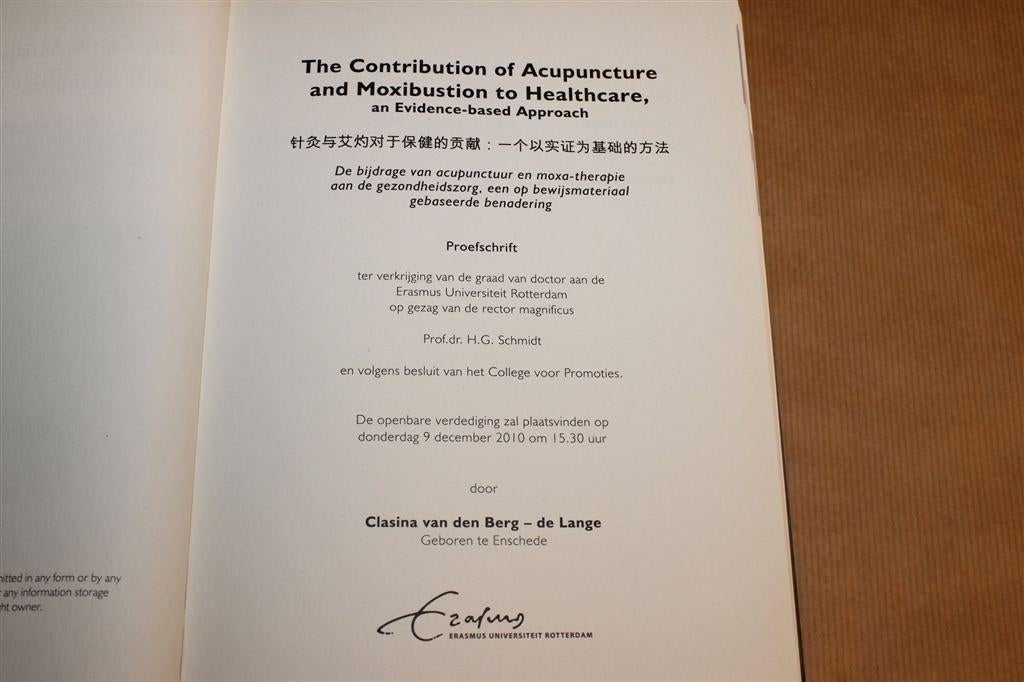 The Contribution of Acupuncture
and Moxibustion to Healthcare,
an Evidence-based Approach
针灸与艾灼对于保健的贡献：一个以实证为基础的方法
De bijdrage van acupunctuur en moxa-therapie
aan de gezondheidszorg, een op bewijsmateriaal
gebaseerde benadering
Proefschrift
ter verkrijging van de graad van doctor aan de
Erasmus Universiteit Rotterdam
op gezag van de rector magnificus
Prof.dr. H.G. Schmidt
en volgens besluit van het College voor Promoties.
De openbare verdediging zal plaatsvinden op
donderdag 9 december 2010 om 15.30 uur
door
Clasina van den Berg – de Lange
Geboren te Enschede
Erasmus
ERASMUS UNIVERSITEIT ROTTERDAM
mitted in any form or by any
any information storage
ht owner.